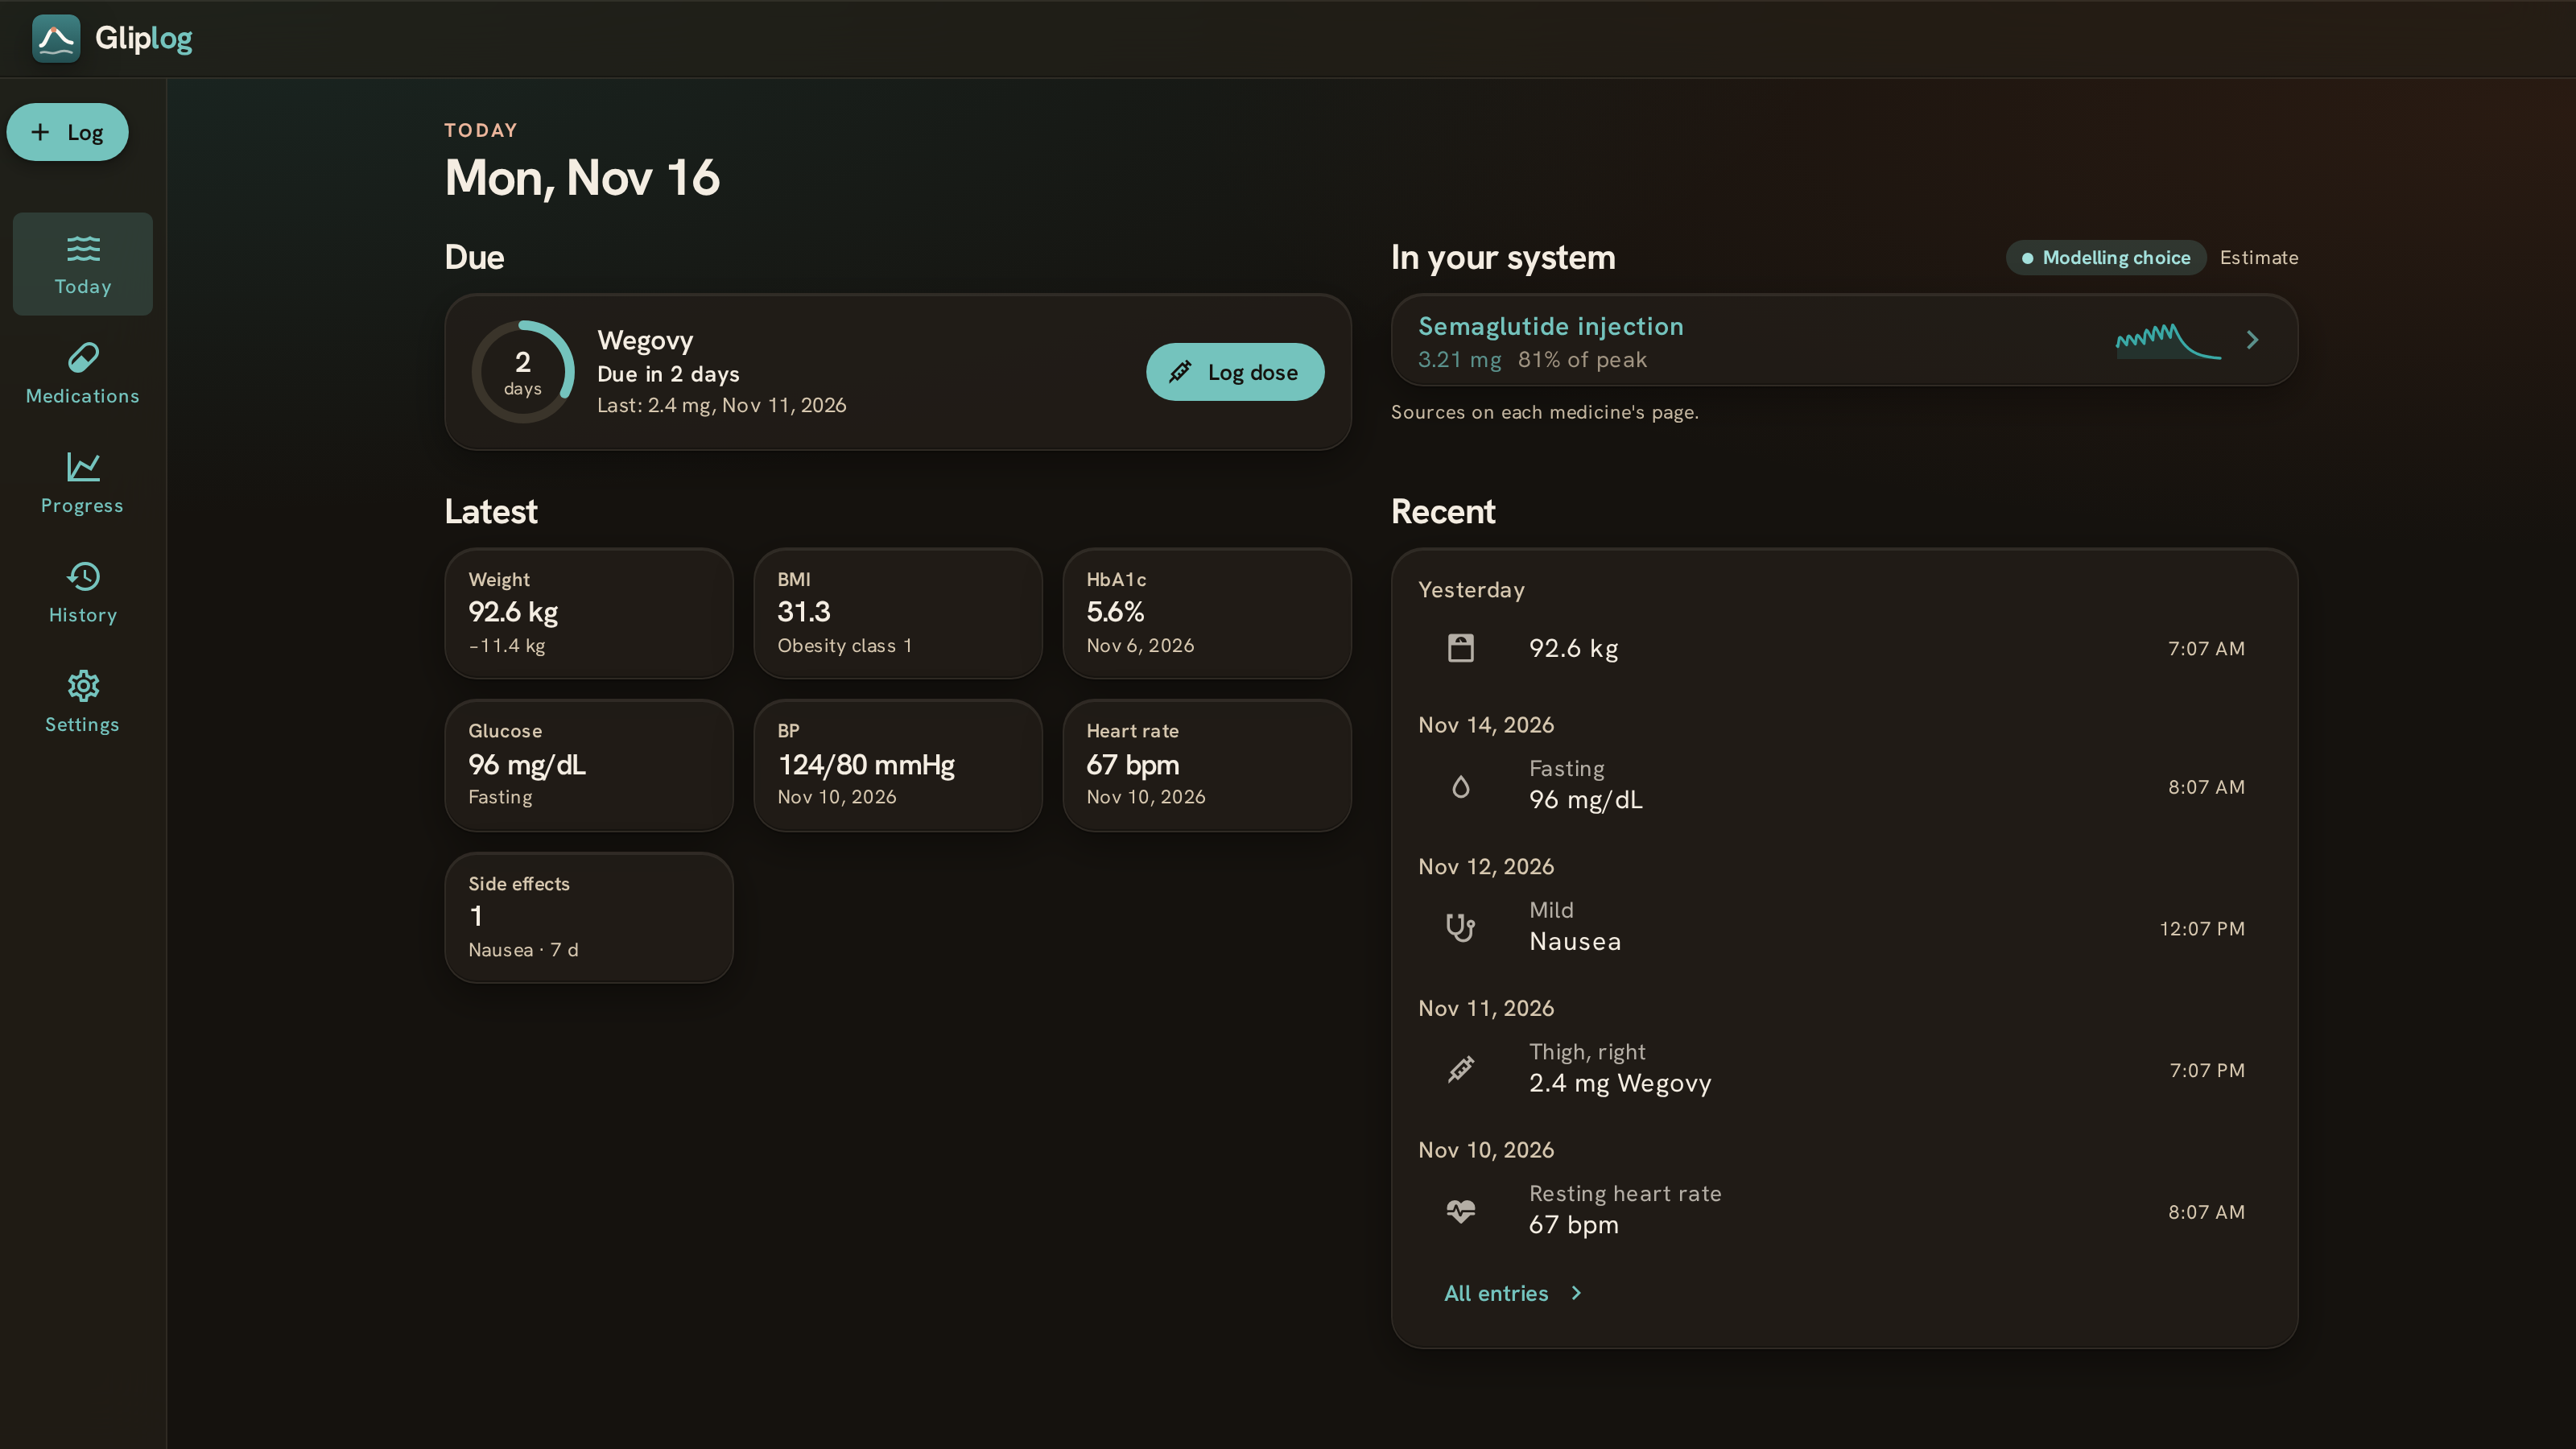 Gliplog
Log
Today
Medications
Progress
History
Settings
TODAY
Mon, Nov 16
Due
2
days
Wegovy
Due in 2 days
Last: 2.4 mg, Nov 11, 2026
Log dose
In your system
Modelling choice
Estimate
Semaglutide injection
3.21 mg 81% of peak
Sources on each medicine's page.
Latest
Weight
92.6 kg
−11.4 kg
BMI
31.3
Obesity class 1
HbA1c
5.6%
Nov 6, 2026
Glucose
96 mg/dL
Fasting
BP
124/80 mmHg
Nov 10, 2026
Heart rate
67 bpm
Nov 10, 2026
Side effects
1
Nausea · 7 d
Recent
Yesterday
92.6 kg
7:07 AM
Nov 14, 2026
Fasting
96 mg/dL
8:07 AM
Nov 12, 2026
Mild
Nausea
12:07 PM
Nov 11, 2026
Thigh, right
2.4 mg Wegovy
7:07 PM
Nov 10, 2026
Resting heart rate
67 bpm
8:07 AM
All entries